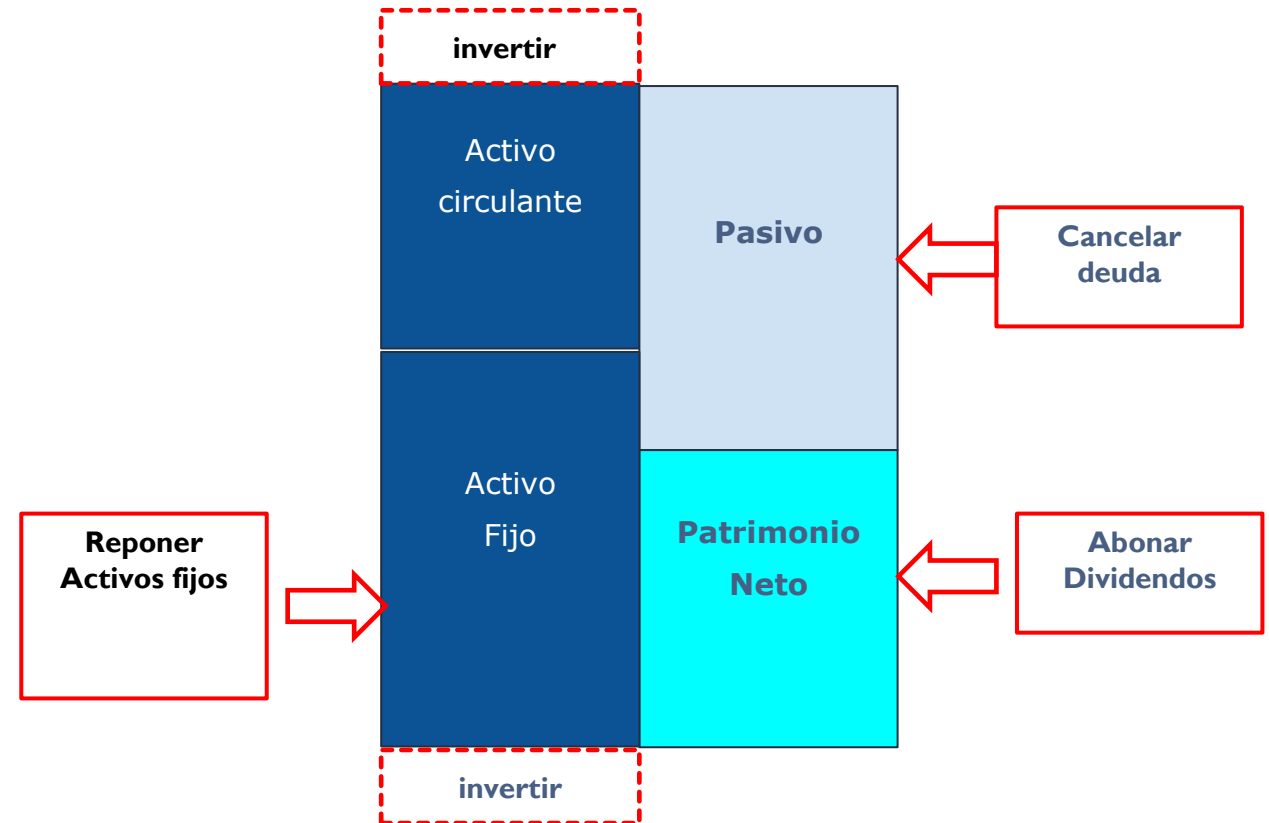 invertir
Activo
circulante
Pasivo
Cancelar
deuda
Activo
Fijo
Reponer
Activos fijos
Patrimonio
Neto
Abonar
Dividendos
invertir